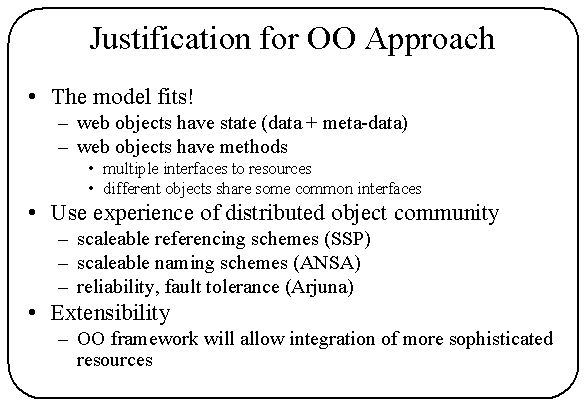 Justification for OO Approach
• The model fits!
– web objects have state (data + meta-data)
– web objects have methods
• multiple interfaces to resources
• different objects share some common interfaces
• Use experience of distributed object community
– scaleable referencing schemes (SSP)
– scaleable naming schemes (ANSA)
– reliability, fault tolerance (Arjuna)
• Extensibility
– OO framework will allow integration of more sophisticated
resources